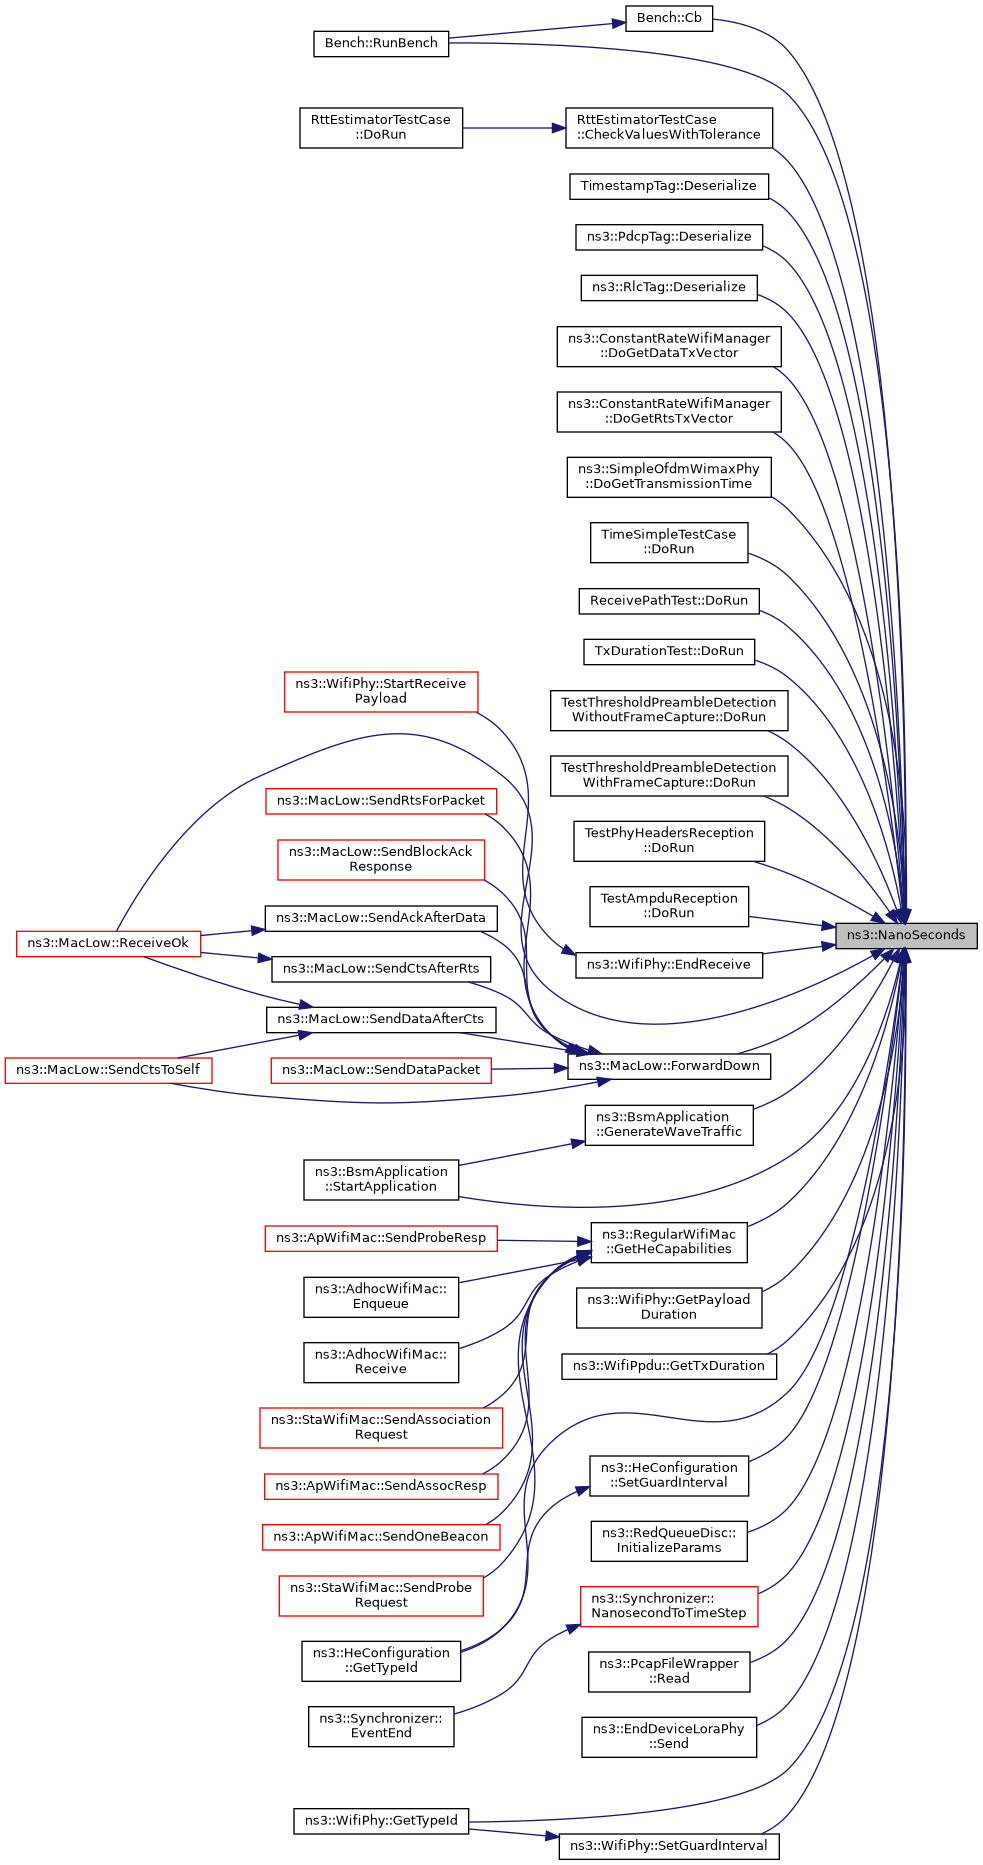 Bench::Cb
Bench::RunBench
RttEstimatorTestCase
::DoRun
RttEstimatorTestCase
::CheckValuesWithTolerance
TimestampTag::Deserialize
ns3::PdcpTag::Deserialize
ns3::RlcTag::Deserialize
ns3::ConstantRateWifiManager
::DoGetDataTxVector
ns3::ConstantRateWifiManager
::DoGetRtsTxVector
ns3::SimpleOfdmWimaxPhy
::DoGetTransmissionTime
TimeSimpleTestCase
::DoRun
ReceivePathTest::DoRun
TxDurationTest::DoRun
ns3::WifiPhy::StartReceive
Payload
TestThresholdPreambleDetection
WithoutFrameCapture::DoRun
TestThresholdPreambleDetection
WithFrameCapture::DoRun
ns3::MacLow::SendRtsForPacket
TestPhyHeadersReception
::DoRun
ns3::MacLow::SendBlockAck
Response
TestAmpduReception
::DoRun
ns3::MacLow::SendAckAfterData
ns3::NanoSeconds
ns3::MacLow::ReceiveOk
ns3::MacLow::SendCtsAfterRts
ns3::WifiPhy::EndReceive
ns3::MacLow::SendDataAfterCts
ns3::MacLow::SendCtsToSelf
ns3::MacLow::SendDataPacket
ns3::MacLow::ForwardDown
ns3::BsmApplication
::GenerateWaveTraffic
ns3::BsmApplication
::StartApplication
ns3::ApWifiMac::SendProbeResp
ns3::RegularWifiMac
::GetHeCapabilities
ns3::AdhocWifiMac::
Enqueue
ns3::WifiPhy::GetPayload
Duration
ns3::AdhocWifiMac::
Receive
ns3::WifiPpdu::GetTxDuration
ns3::StaWifiMac::SendAssociation
Request
ns3::ApWifiMac::SendAssocResp
ns3::HeConfiguration
::SetGuardInterval
ns3::ApWifiMac::SendOneBeacon
ns3::RedQueueDisc::
InitializeParams
ns3::StaWifiMac::SendProbe
Request
ns3::Synchronizer::
NanosecondToTimeStep
ns3::HeConfiguration
::GetTypeId
ns3::PcapFileWrapper
::Read
ns3::Synchronizer::
EventEnd
ns3::EndDeviceLoraPhy
::Send
ns3::WifiPhy::GetTypeId
ns3::WifiPhy::SetGuardInterval